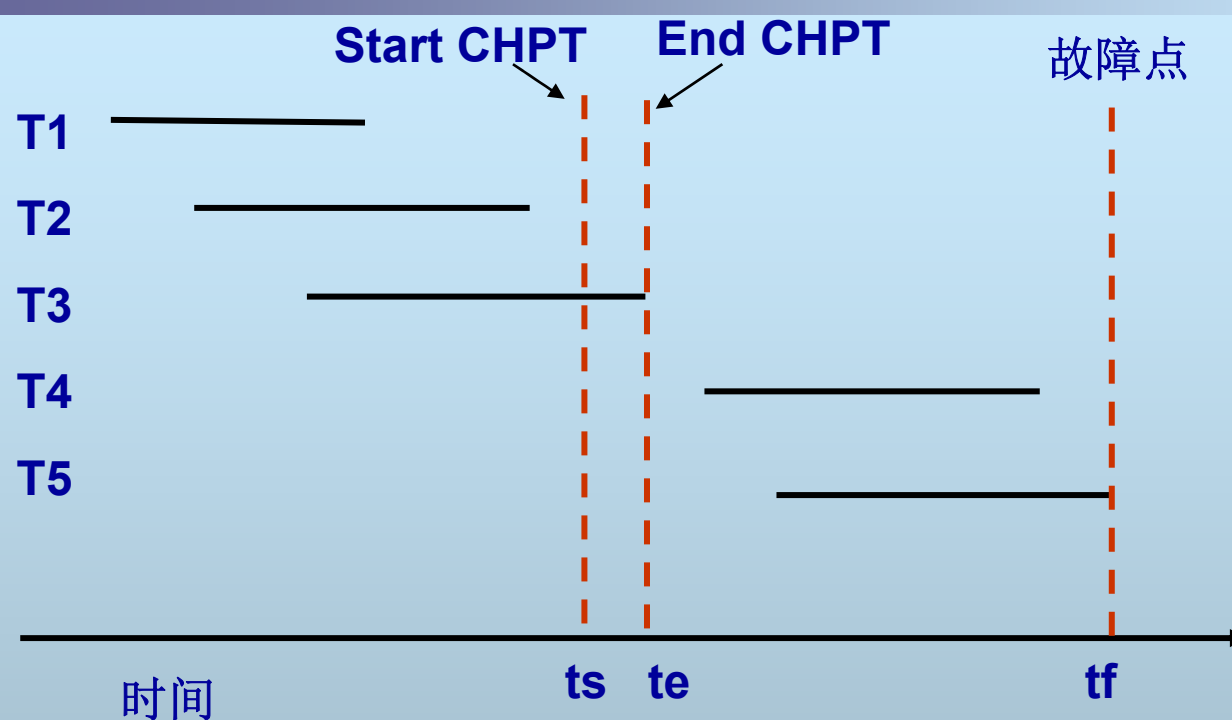 Start CHPT
End CHPT
故障点
T1
T2
T3
T4
T5
时间
ts
te
tf